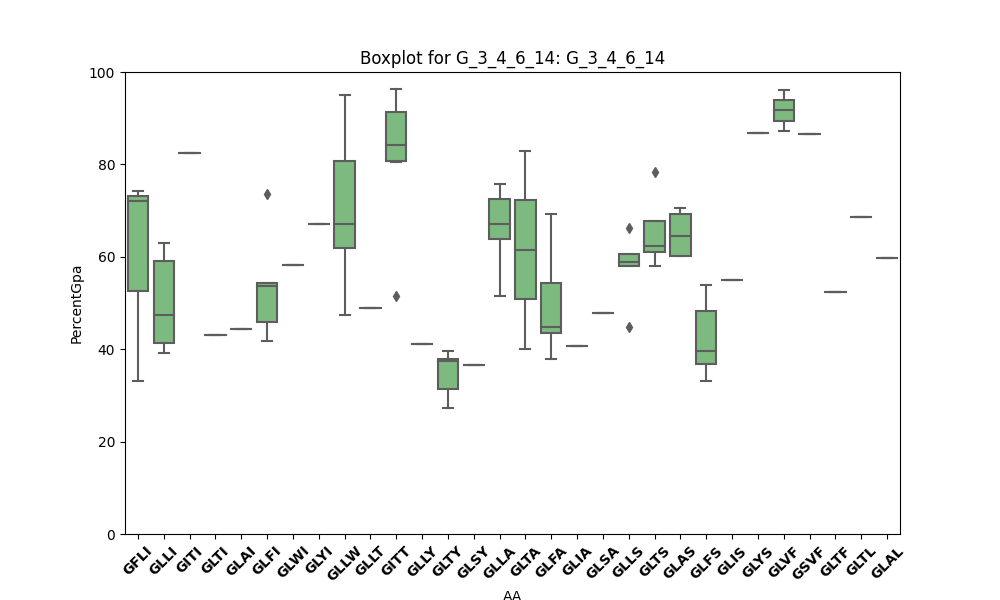 Boxplot for G_3_4_6_14: G_3_4_6_14
100
80
60
40
20
0
PercentGpa
GFLI GLLI GITI GLTI GLAI GLFI GLWI GLYI GLLW GLLT GITT GLLY GLTY GLSY GLLA GLTA GLFA GLIA GLSA GLLS GLTS GLAS GLFS GLIS GLYS GLVF GSVF GLTF GLTL GLAL
AA